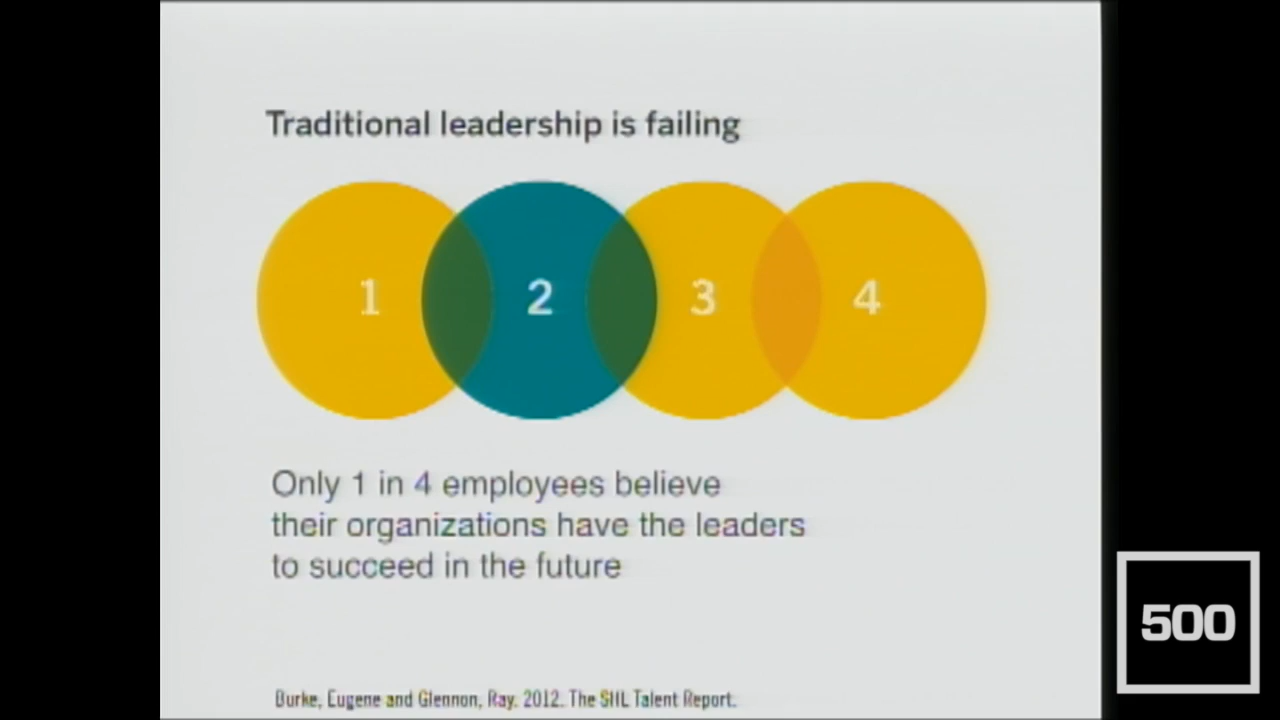 Traditional leadership is failing
1 2 3 4
Only 1 in 4 employees believe
their organizations have the leaders
to succeed in the future
500
Burke, Eugene and Glennon, Ray. 2012. The SHL Talent Report.